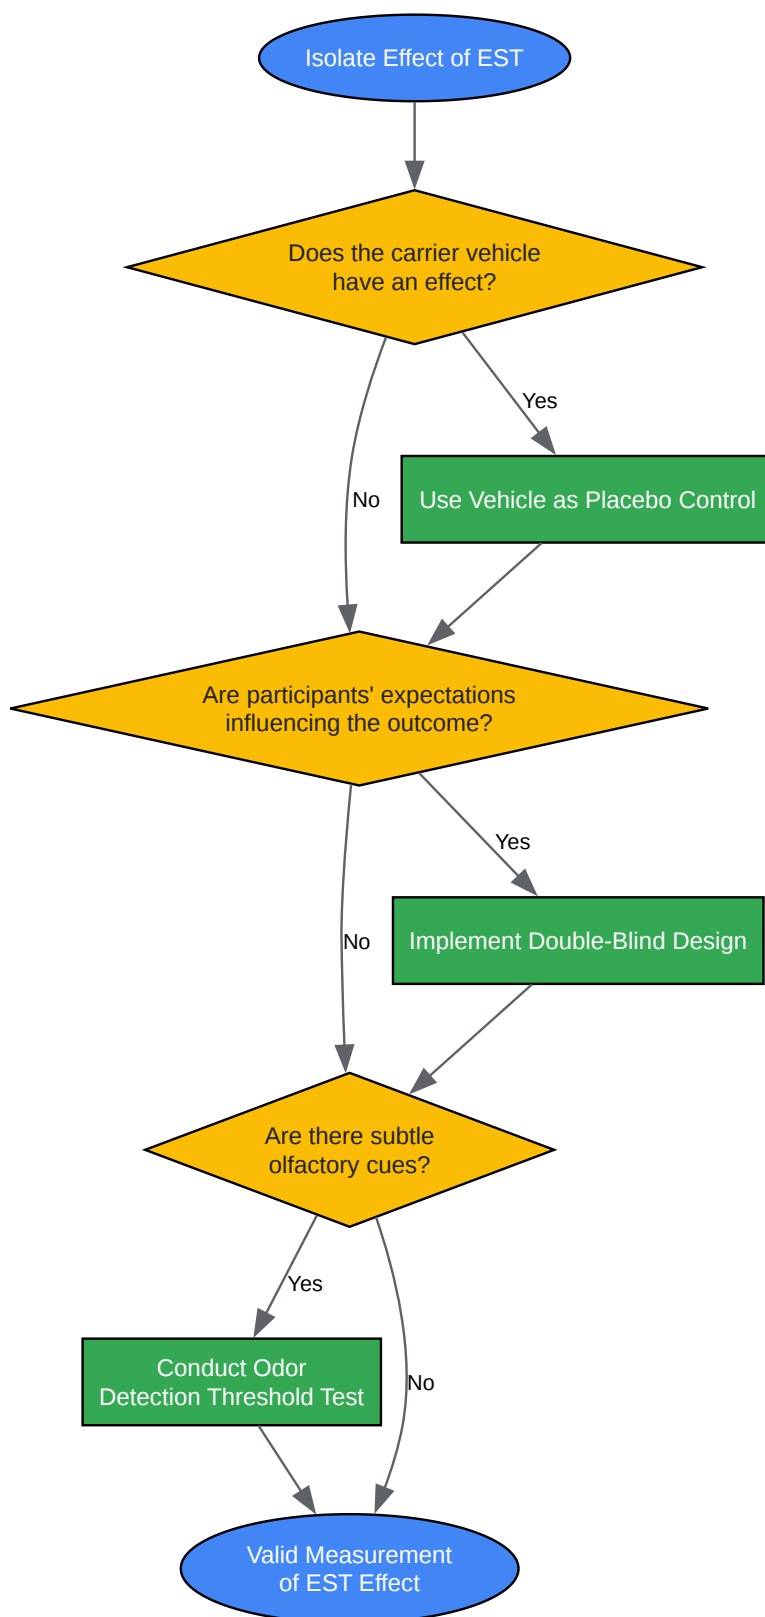 Isolate Effect of EST
Does the carrier vehicle
have an effect?
Yes
No
Use Vehicle as Placebo Control
Are participants' expectations
influencing the outcome?
Yes
No
Implement Double-Blind Design
Are there subtle
olfactory cues?
Yes
Conduct Odor
Detection Threshold Test
No
Valid Measurement
of EST Effect